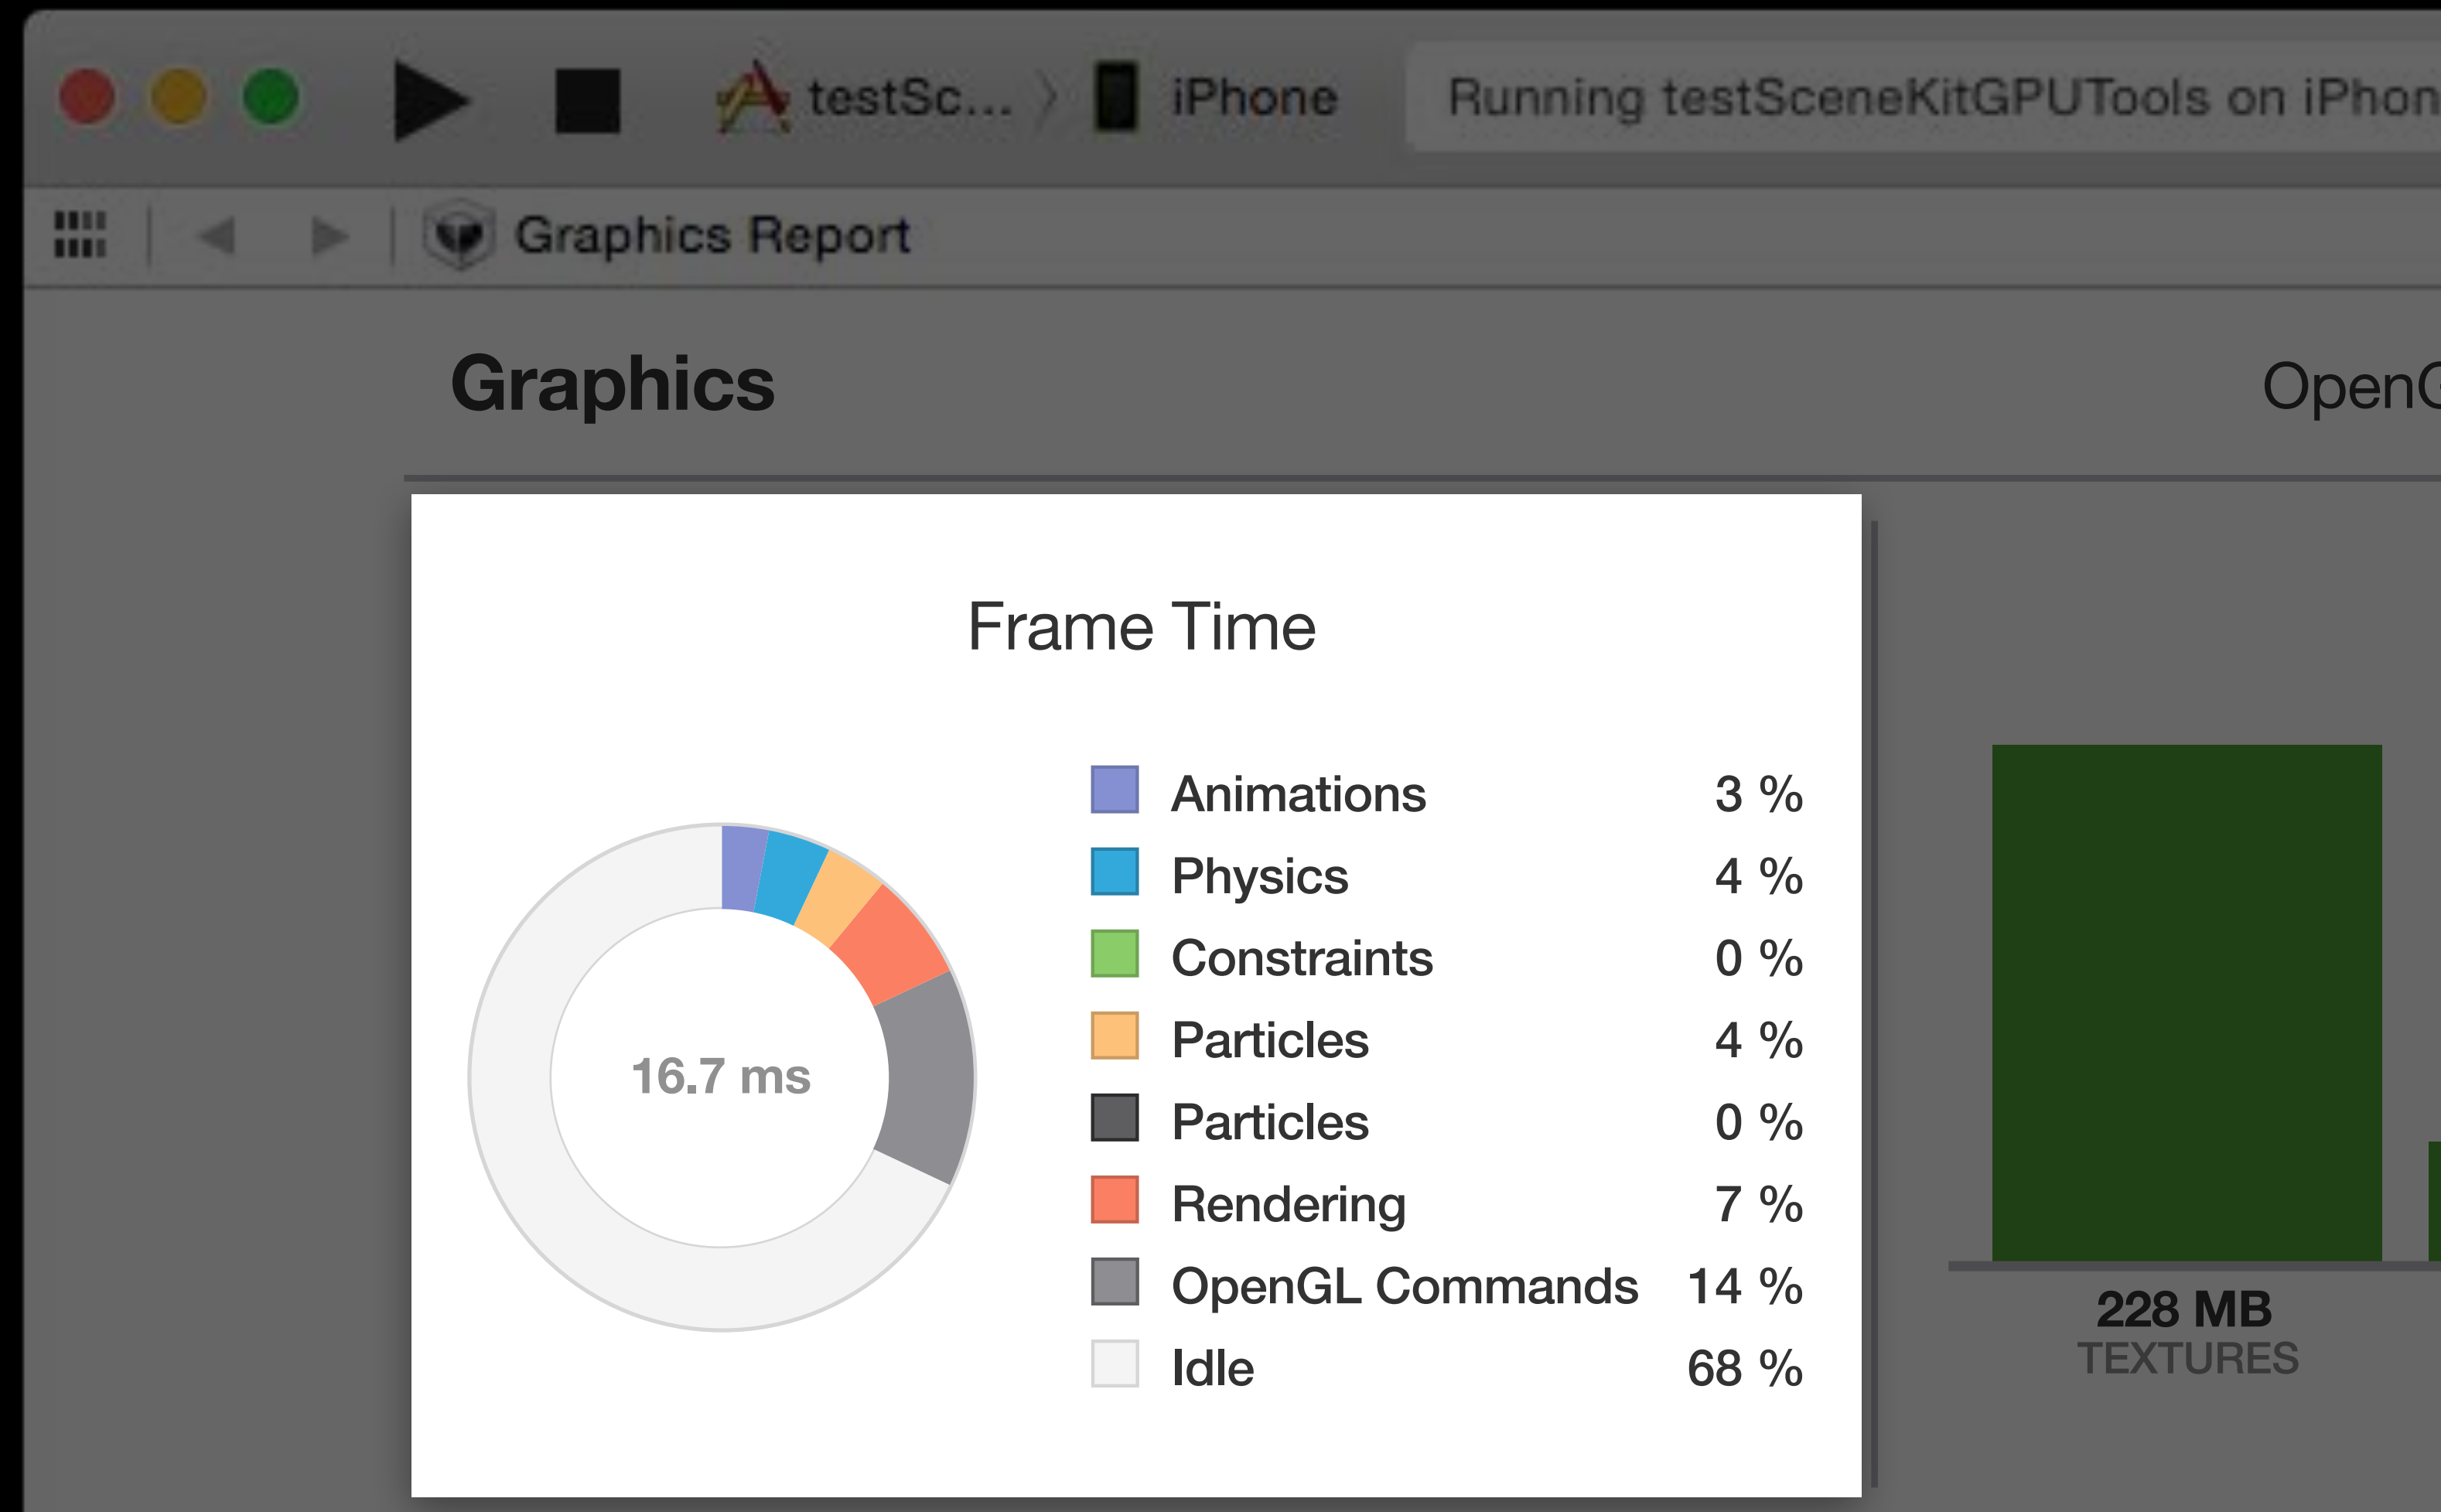 testSc... iPhone Running testSceneKitGPUTools on iPhon
Graphics Report
Graphics
OpenG
Frame Time
Animations 3 %
Physics 4 %
Constraints 0 %
Particles 4 %
Particles 0 %
Rendering 7 %
OpenGL Commands 14 %
Idle 68 %
16.7 ms
228 MB
TEXTURES